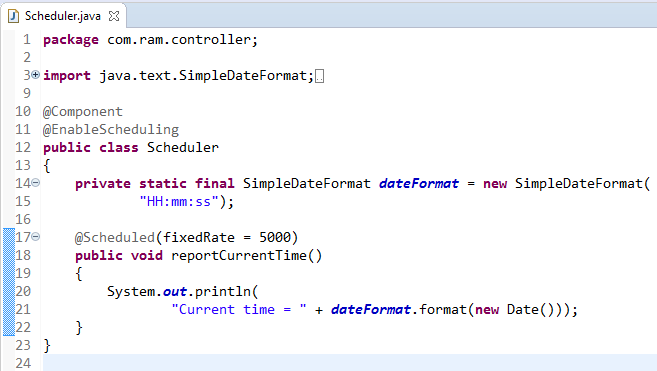 Scheduler.java
1 package com.ram.controller;
2
3 import java.text.SimpleDateFormat;
9
10 @Component
11 @EnableScheduling
12 public class Scheduler
13 {
14 private static final SimpleDateFormat dateFormat = new SimpleDateFormat(
15 "HH:mm:ss");
16
17 @Scheduled(fixedRate = 5000)
18 public void reportCurrentTime()
19 {
20 System.out.println(
21 "Current time = " + dateFormat.format(new Date()));
22 }
23 }
24